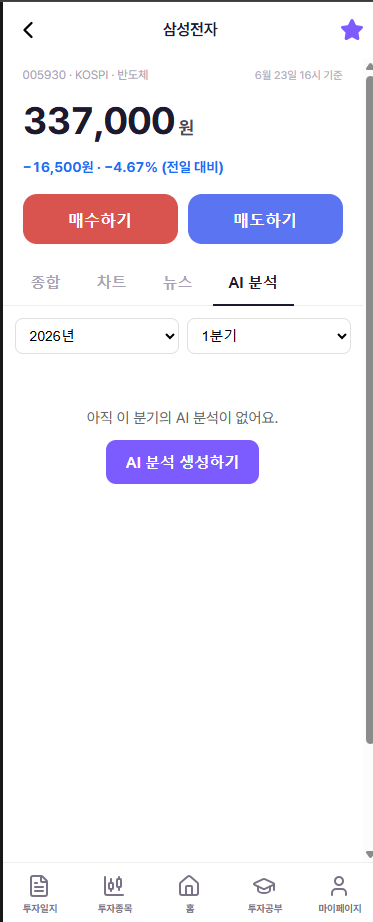 삼성전자
005930 · KOSPI · 반도체 6월 23일 16시 기준
337,000 원
−16,500원 · −4.67% (전일 대비)
매수하기 매도하기
종합 차트 뉴스 AI 분석
2026년 1분기
아직 이 분기의 AI 분석이 없어요.
AI 분석 생성하기
투자일지 투자종목 홈 투자공부 마이페이지